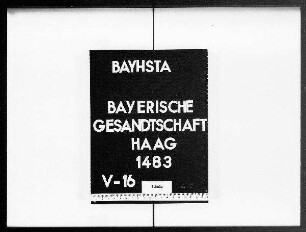 BAYHSTA
BAYERISCHE
GESANDTSCHAFT
HAAG
1483
V-16